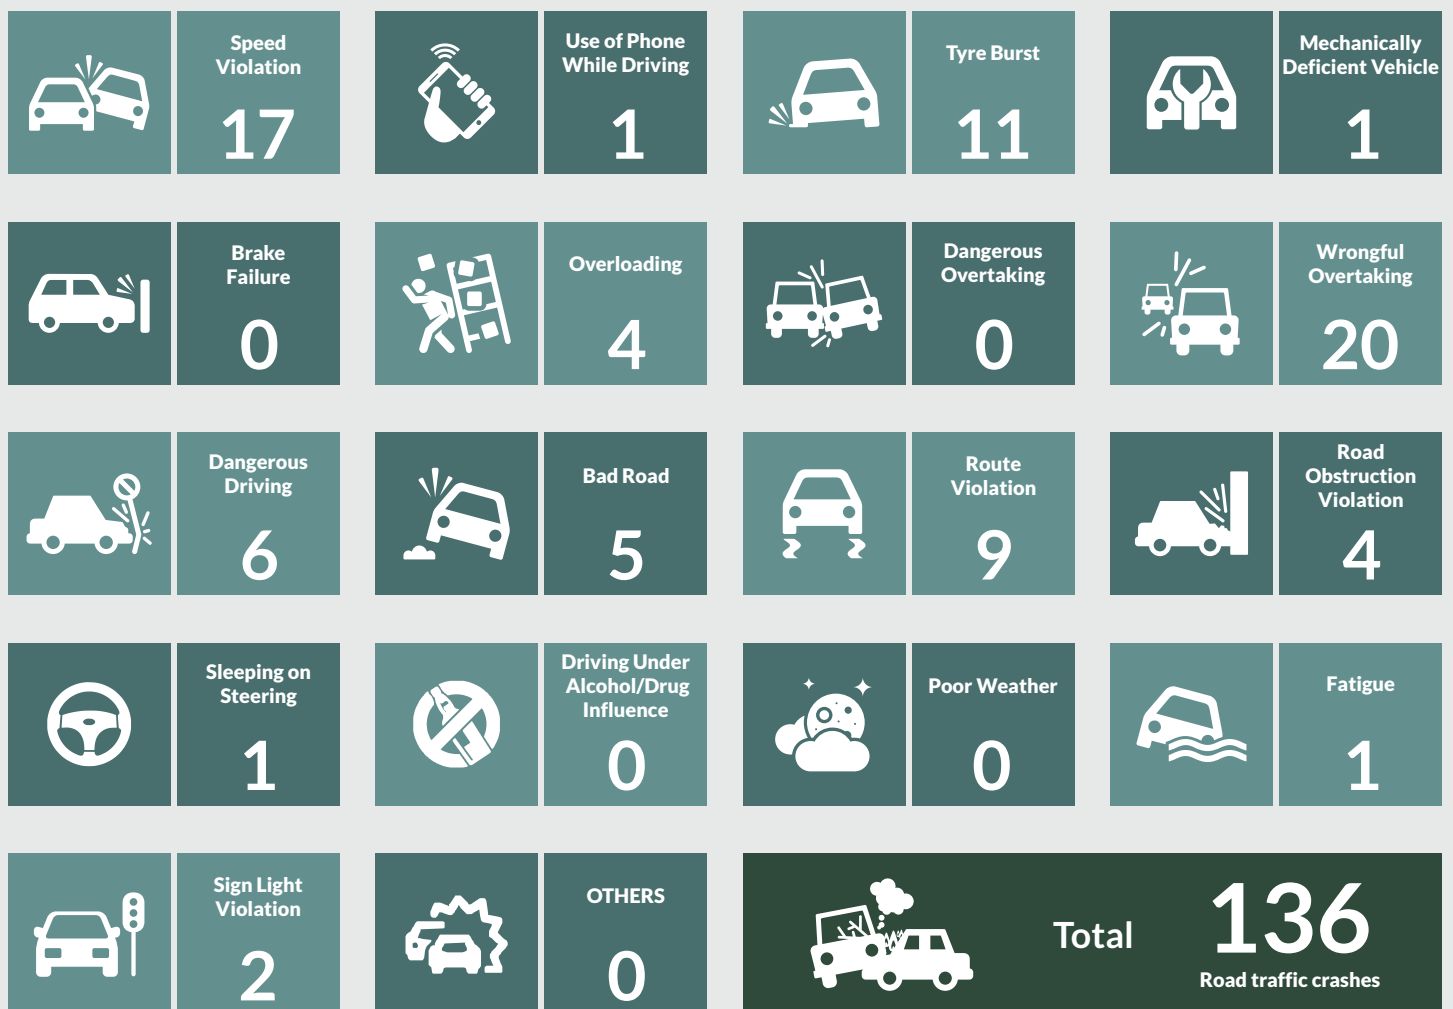 Speed
Violation
17
Use of Phone
While Driving
1
Tyre Burst
11
Mechanically
Deficient Vehicle
1
Brake
Failure
0
Overloading
4
Dangerous
Overtaking
0
Wrongful
Overtaking
20
Dangerous
Driving
6
Bad Road
5
Route
Violation
9
Road
Obstruction
Violation
4
Sleeping on
Steering
1
Driving Under
Alcohol/Drug
Influence
0
Poor Weather
0
Fatigue
1
Sign Light
Violation
2
OTHERS
0
Total
136
Road traffic crashes